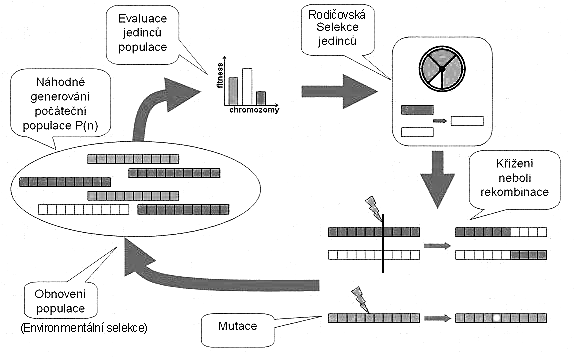 Evaluace
jedinců
populace
Rodičovská
Selekce
jedinců
Náhodné
generování
počáteční
populace P(n)
fitness
chromozomy
Křížení
neboli
rekombinace
Obnovení
populace
(Environmentální selekce)
Mutace